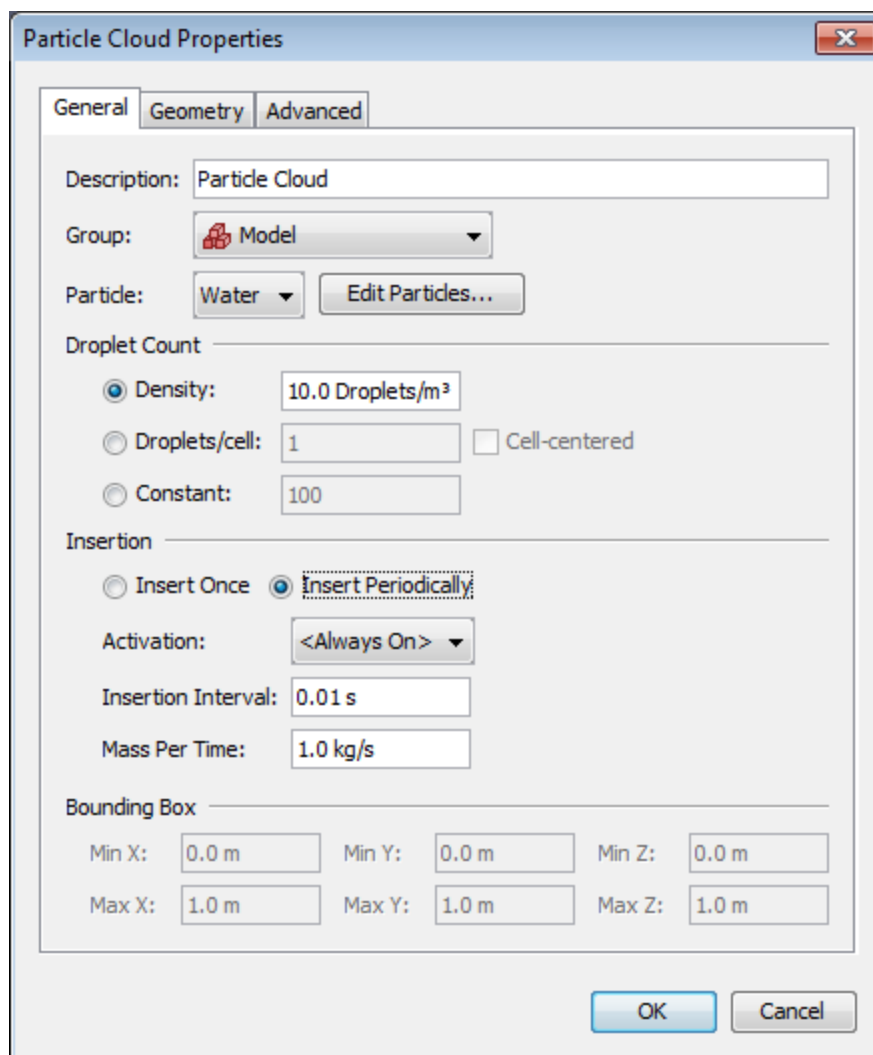 Particle Cloud Properties
General Geometry Advanced
Description: Particle Cloud
Group: Model
Particle: Water Edit Particles...
Droplet Count
Density: 10.0 Droplets/m³
Droplets/cell: 1 Cell-centered
Constant: 100
Insertion
Insert Once Insert Periodically
Activation: <Always On>
Insertion Interval: 0.01 s
Mass Per Time: 1.0 kg/s
Bounding Box
Min X: 0.0 m Min Y: 0.0 m Min Z: 0.0 m
Max X: 1.0 m Max Y: 1.0 m Max Z: 1.0 m
OK Cancel